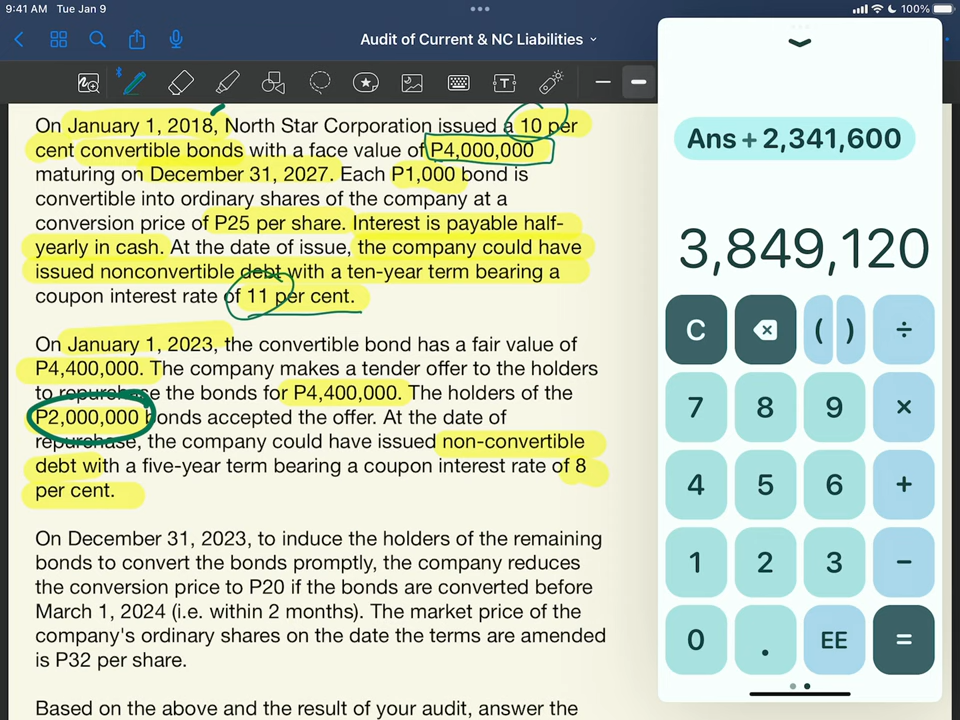 9:41 AM Tue Jan 9
100%
Audit of Current & NC Liabilities
On January 1, 2018, North Star Corporation issued a 10 per
cent convertible bonds with a face value of P4,000,000
maturing on December 31, 2027. Each P1,000 bond is
convertible into ordinary shares of the company at a
conversion price of P25 per share. Interest is payable half-
yearly in cash. At the date of issue, the company could have
issued nonconvertible debt with a ten-year term bearing a
coupon interest rate of 11 per cent.
On January 1, 2023, the convertible bond has a fair value of
P4,400,000. The company makes a tender offer to the holders
to repurchase the bonds for P4,400,000. The holders of the
P2,000,000 bonds accepted the offer. At the date of
repurchase, the company could have issued non-convertible
debt with a five-year term bearing a coupon interest rate of 8
per cent.
On December 31, 2023, to induce the holders of the remaining
bonds to convert the bonds promptly, the company reduces
the conversion price to P20 if the bonds are converted before
March 1, 2024 (i.e. within 2 months). The market price of the
company's ordinary shares on the date the terms are amended
is P32 per share.
Based on the above and the result of your audit, answer the
Ans + 2,341,600
3,849,120
C ( ) ÷
7 8 9 ×
4 5 6 +
1 2 3 −
0 . EE =